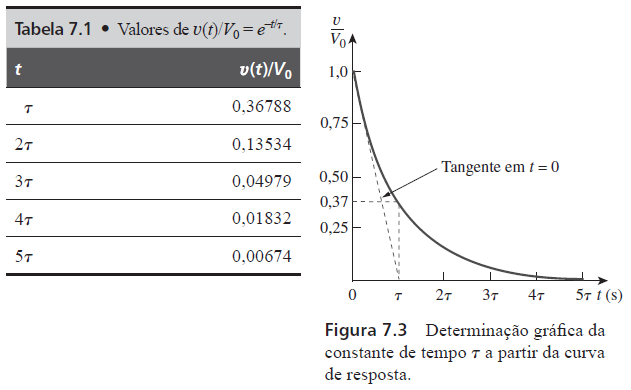 Tabela 7.1 • Valores de v(t)/V₀ = e^−t/τ.
t v(t)/V₀
τ 0,36788
2τ 0,13534
3τ 0,04979
4τ 0,01832
5τ 0,00674
v
V₀
1,0
0,75
0,50
0,37
0,25
Tangente em t = 0
0 τ 2τ 3τ 4τ 5τ t (s)
Figura 7.3 Determinação gráfica da
constante de tempo τ a partir da curva
de resposta.